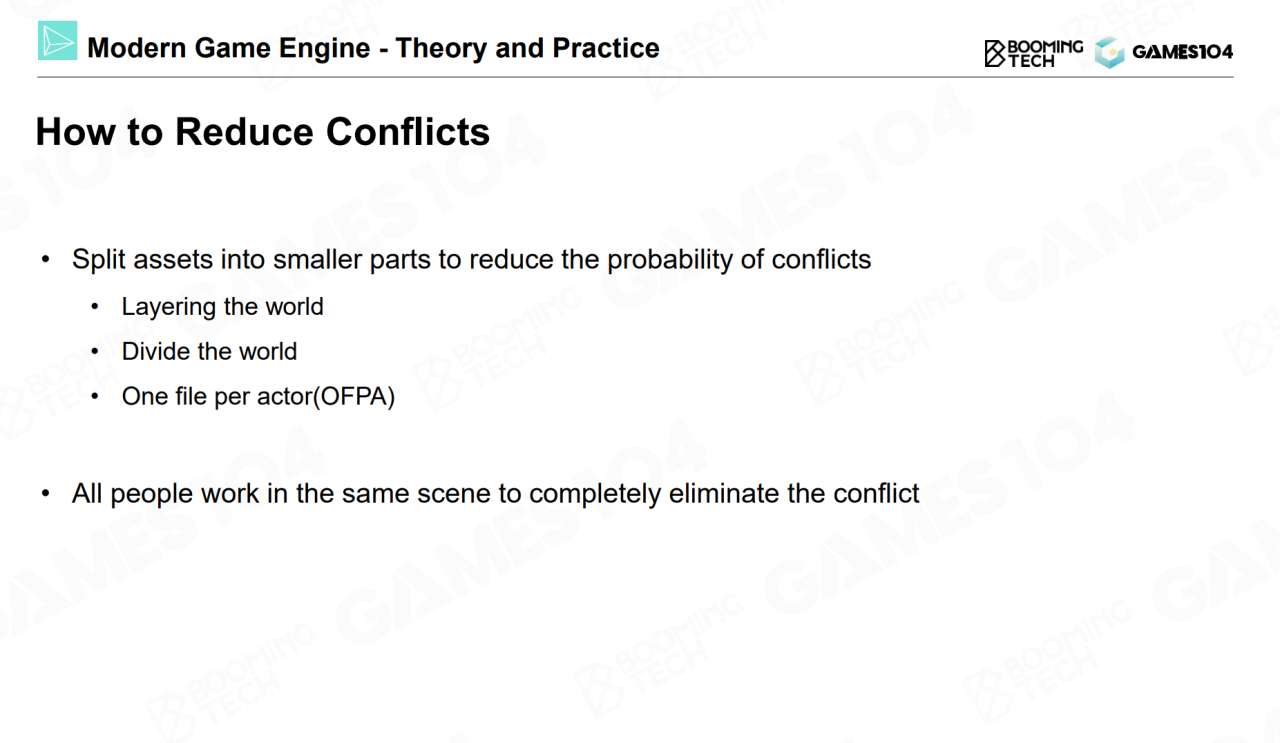 Modern Game Engine - Theory and Practice
BOOMING
TECH
GAMES104
How to Reduce Conflicts
• Split assets into smaller parts to reduce the probability of conflicts
• Layering the world
• Divide the world
• One file per actor(OFPA)
• All people work in the same scene to completely eliminate the conflict